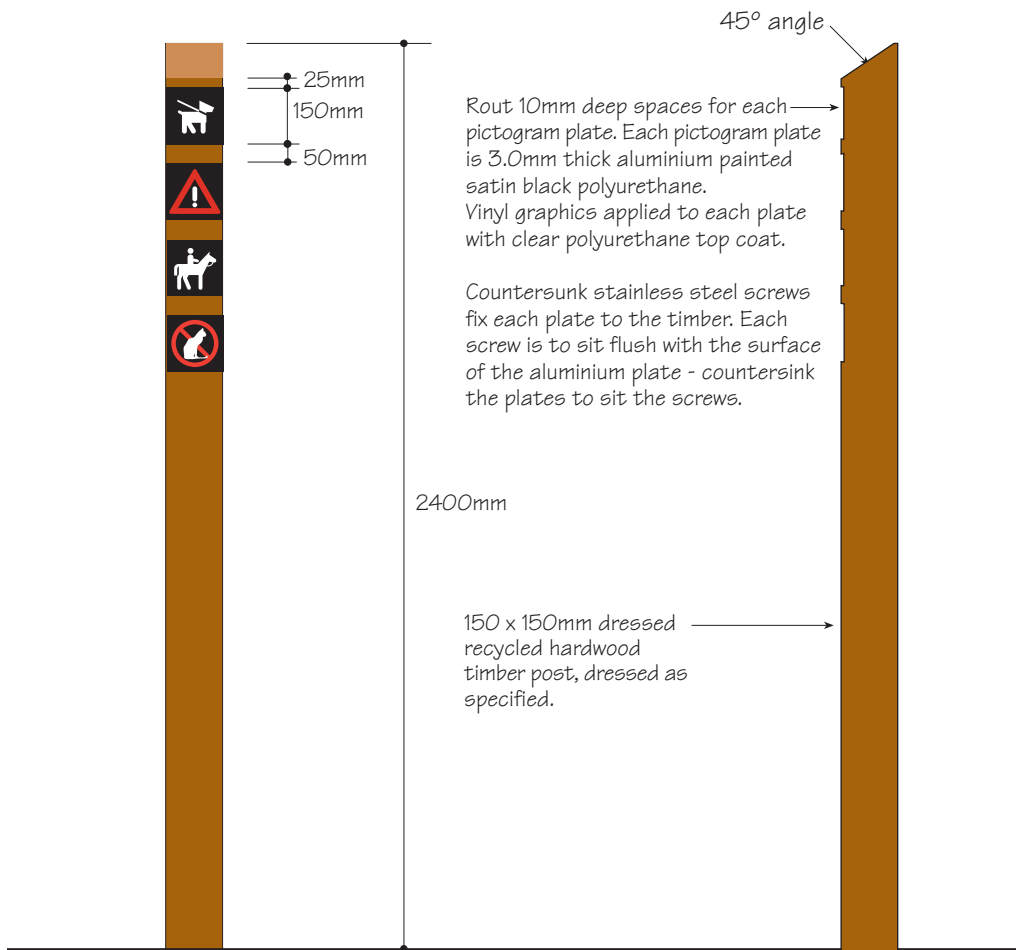 45° angle
25mm
150mm
50mm
Rout 10mm deep spaces for each
pictogram plate. Each pictogram plate
is 3.0mm thick aluminium painted
satin black polyurethane.
Vinyl graphics applied to each plate
with clear polyurethane top coat.
Countersunk stainless steel screws
fix each plate to the timber. Each
screw is to sit flush with the surface
of the aluminium plate - countersink
the plates to sit the screws.
2400mm
150 x 150mm dressed
recycled hardwood
timber post, dressed as
specified.